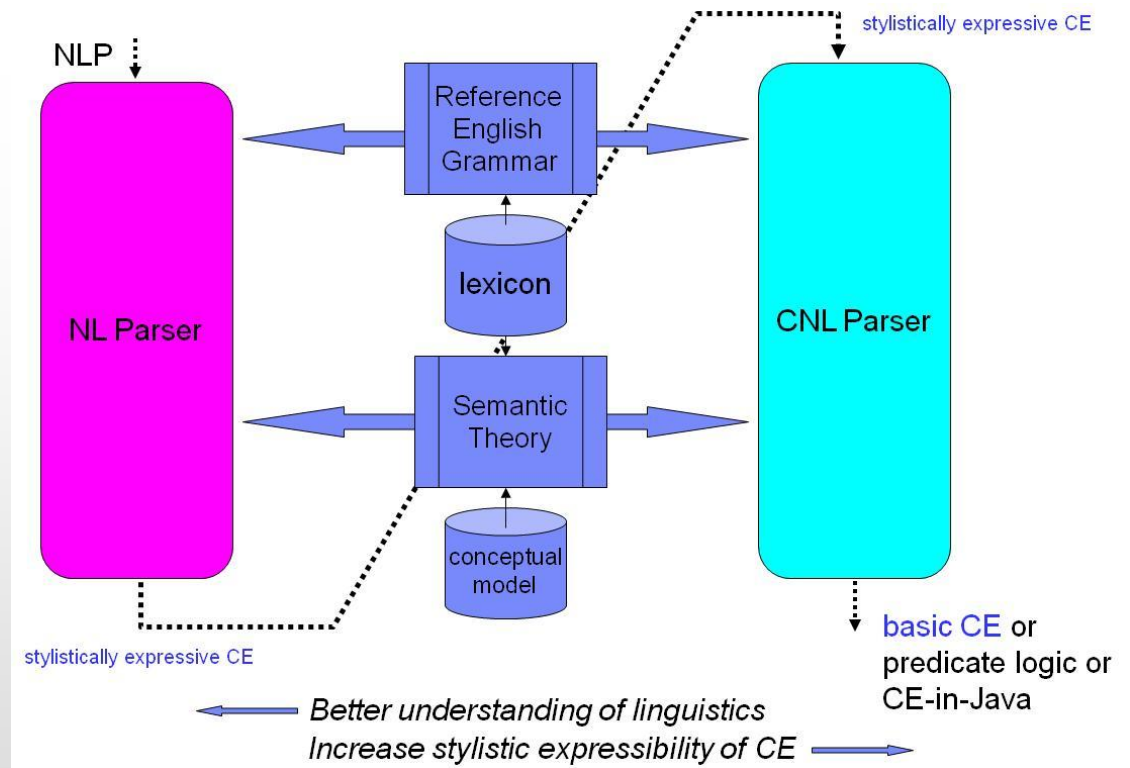 stylistically expressive CE
NLP
Reference
English
Grammar
lexicon
NL Parser
CNL Parser
Semantic
Theory
conceptual
model
stylistically expressive CE
basic CE or
predicate logic or
CE-in-Java
Better understanding of linguistics
Increase stylistic expressibility of CE